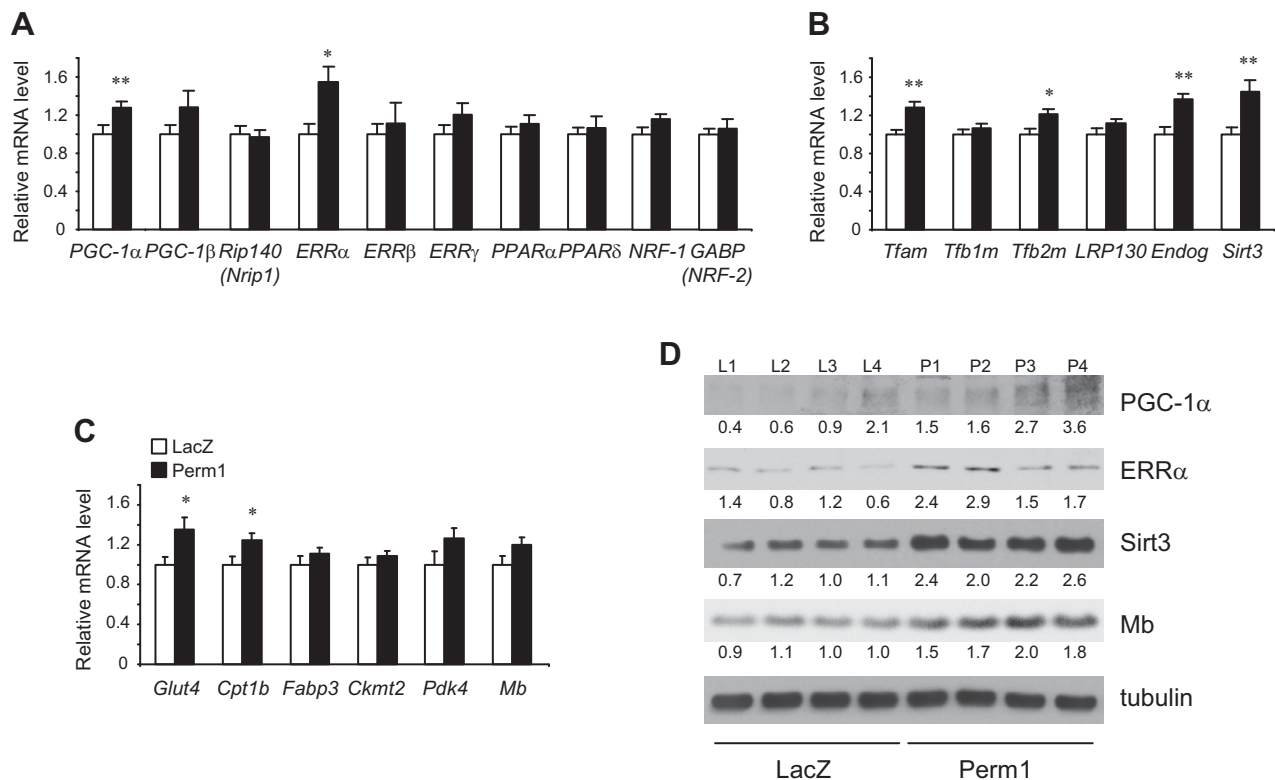 A
Relative mRNA level
1.6
1.2
0.8
0.4
0
** *
PGC-1α PGC-1β Rip140 ERRα ERRβ ERRγ PPARα PPARδ NRF-1 GABP
(Nrip1) (NRF-2)
B
Relative mRNA level
1.6
1.2
0.8
0.4
0
** * ** **
Tfam Tfb1m Tfb2m LRP130 Endog Sirt3
C
LacZ
Perm1
Relative mRNA level
1.6
1.2
0.8
0.4
0
* *
Glut4 Cpt1b Fabp3 Ckmt2 Pdk4 Mb
D
L1 L2 L3 L4 P1 P2 P3 P4
PGC-1α
0.4 0.6 0.9 2.1 1.5 1.6 2.7 3.6
ERRα
1.4 0.8 1.2 0.6 2.4 2.9 1.5 1.7
Sirt3
0.7 1.2 1.0 1.1 2.4 2.0 2.2 2.6
Mb
0.9 1.1 1.0 1.0 1.5 1.7 2.0 1.8
tubulin
LacZ Perm1